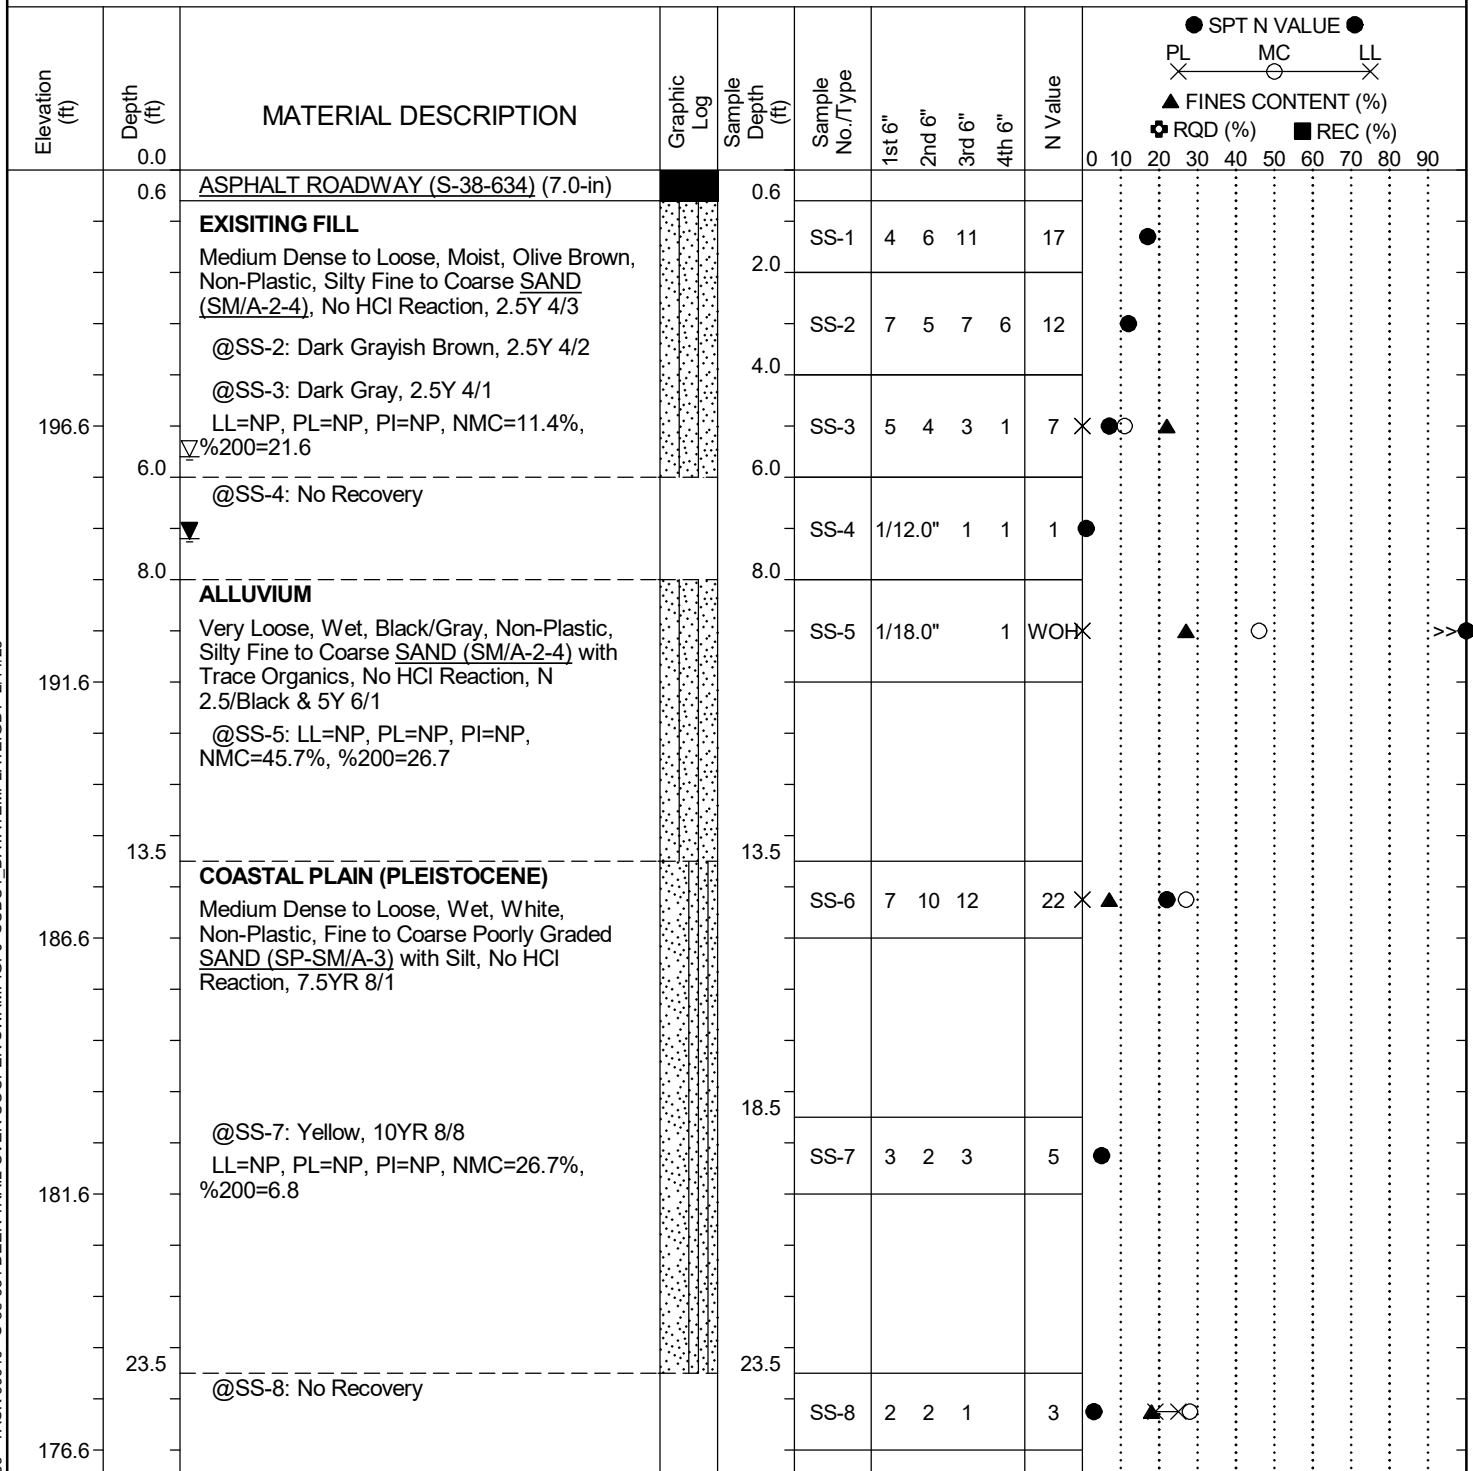 SPT N VALUE
PL MC LL
FINES CONTENT (%)
RQD (%) REC (%)
Elevation (ft)
Depth (ft)
MATERIAL DESCRIPTION
Graphic Log
Sample Depth (ft)
Sample No./Type
1st 6"
2nd 6"
3rd 6"
4th 6"
N Value
0.0
0 10 20 30 40 50 60 70 80 90
0.6 ASPHALT ROADWAY (S-38-634) (7.0-in) 0.6
EXISITING FILL
SS-1 4 6 11 17
Medium Dense to Loose, Moist, Olive Brown,
2.0
Non-Plastic, Silty Fine to Coarse SAND
(SM/A-2-4), No HCl Reaction, 2.5Y 4/3
SS-2 7 5 7 6 12
@SS-2: Dark Grayish Brown, 2.5Y 4/2
4.0
@SS-3: Dark Gray, 2.5Y 4/1
196.6 LL=NP, PL=NP, PI=NP, NMC=11.4%, SS-3 5 4 3 1 7
%200=21.6
6.0 6.0
@SS-4: No Recovery
SS-4 1/12.0" 1 1 1
8.0 8.0
ALLUVIUM
Very Loose, Wet, Black/Gray, Non-Plastic, SS-5 1/18.0" 1 WOH >>
Silty Fine to Coarse SAND (SM/A-2-4) with
Trace Organics, No HCl Reaction, N
191.6
2.5/Black & 5Y 6/1
@SS-5: LL=NP, PL=NP, PI=NP,
NMC=45.7%, %200=26.7
13.5 13.5
COASTAL PLAIN (PLEISTOCENE)
SS-6 7 10 12 22
Medium Dense to Loose, Wet, White,
186.6 Non-Plastic, Fine to Coarse Poorly Graded
SAND (SP-SM/A-3) with Silt, No HCl
Reaction, 7.5YR 8/1
18.5
@SS-7: Yellow, 10YR 8/8
SS-7 3 2 3 5
LL=NP, PL=NP, PI=NP, NMC=26.7%,
181.6 %200=6.8
23.5 23.5
@SS-8: No Recovery
SS-8 2 2 1 3
176.6